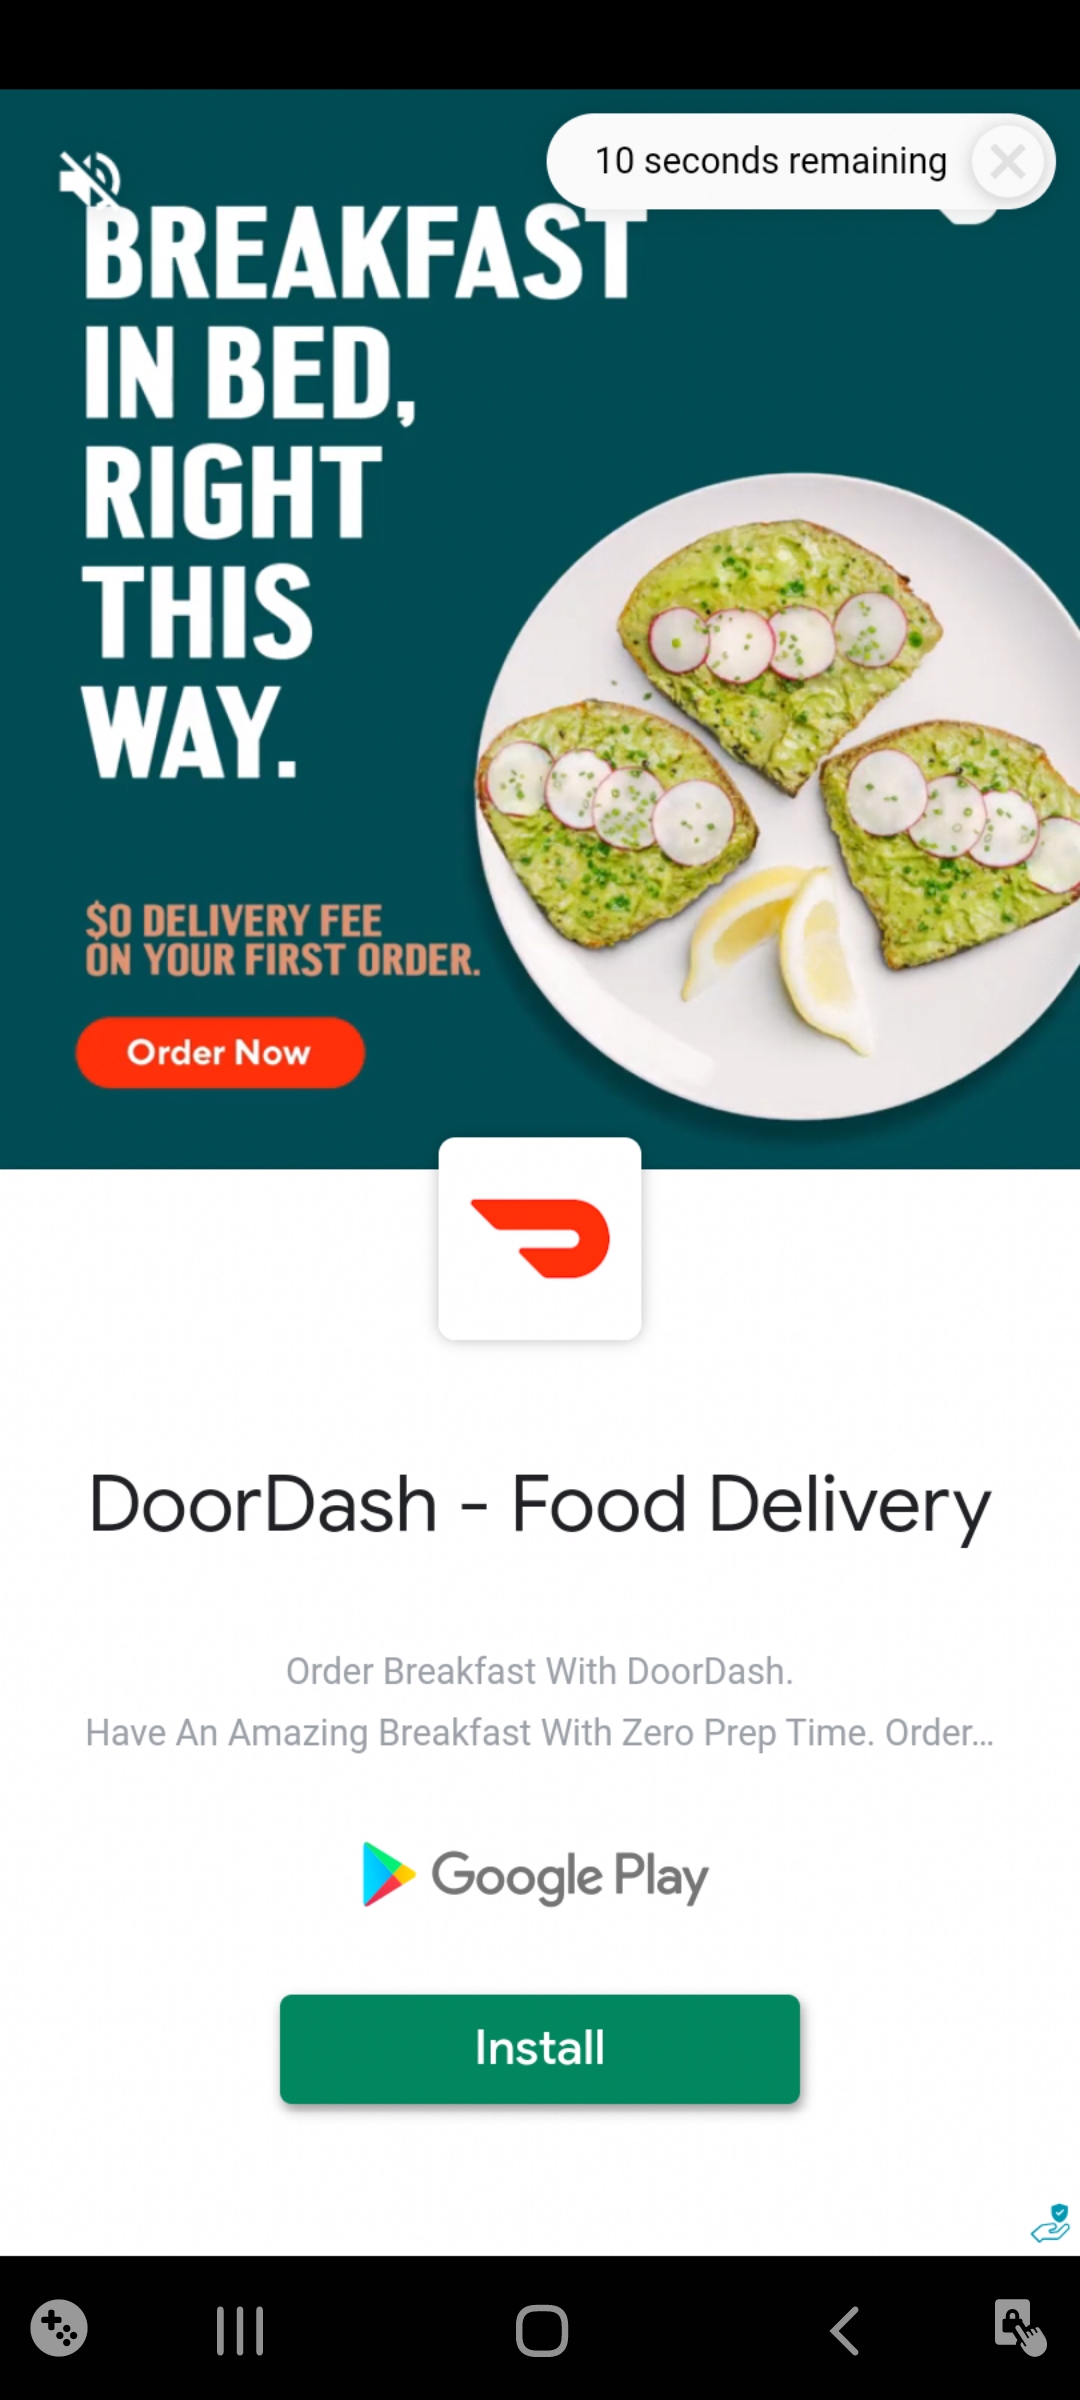 10 seconds remaining
BREAKFAST
IN BED,
RIGHT
THIS
WAY.
$0 DELIVERY FEE
ON YOUR FIRST ORDER.
Order Now
DoorDash - Food Delivery
Order Breakfast With DoorDash.
Have An Amazing Breakfast With Zero Prep Time. Order...
Google Play
Install